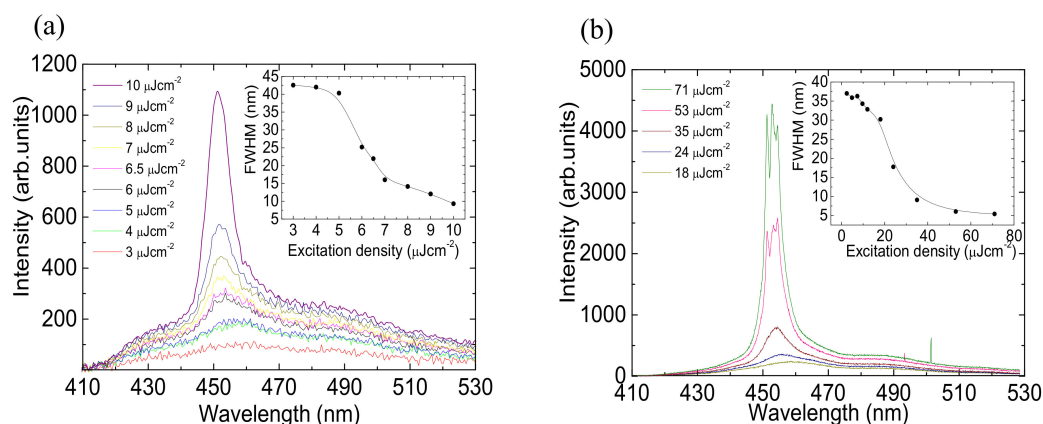 (a)
1200
1000
800
600
400
200
Intensity (arb.units)
10 μJcm-2
9 μJcm-2
8 μJcm-2
7 μJcm-2
6.5 μJcm-2
6 μJcm-2
5 μJcm-2
4 μJcm-2
3 μJcm-2
45
40
35
30
25
20
15
10
5
FWHM (nm)
3 4 5 6 7 8 9 10
Excitation density (μJcm-2)
410 430 450 470 490 510 530
Wavelength (nm)
(b)
5000
4000
3000
2000
1000
0
Intensity (arb.units)
71 μJcm-2
53 μJcm-2
35 μJcm-2
24 μJcm-2
18 μJcm-2
40
35
30
25
20
15
10
5
FWHM (nm)
0 20 40 60 80
Excitation density (μJcm-2)
410 430 450 470 490 510 530
Wavelength (nm)